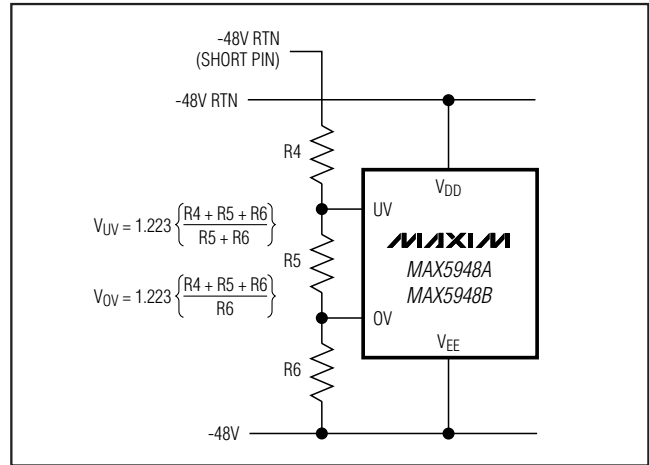 -48V RTN
(SHORT PIN)
-48V RTN
R4
VDD
UV
VUV = 1.223 {R4 + R5 + R6 / R5 + R6}
MAXIM
R5
MAX5948A
MAX5948B
VOV = 1.223 {R4 + R5 + R6 / R6}
OV
VEE
R6
-48V